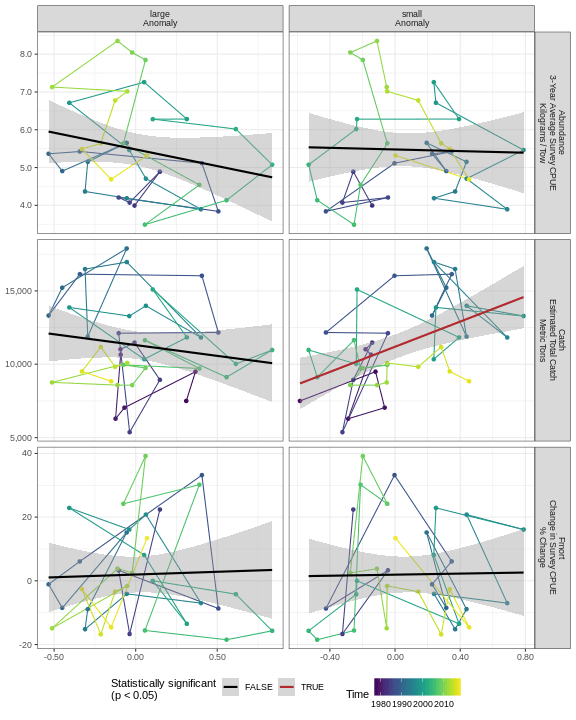 large
Anomaly
small
Anomaly
8.0
7.0
6.0
5.0
4.0
Abundance
3-Year Average Survey CPUE
Kilograms / Tow
15,000
10,000
5,000
Catch
Estimated Total Catch
Metric Tons
40
20
0
-20
Fmort
Change in Survey CPUE
% Change
-0.50
0.00
0.50
-0.40
0.00
0.40
0.80
Statistically significant
(p < 0.05)
FALSE
TRUE
Time
1980 1990 2000 2010